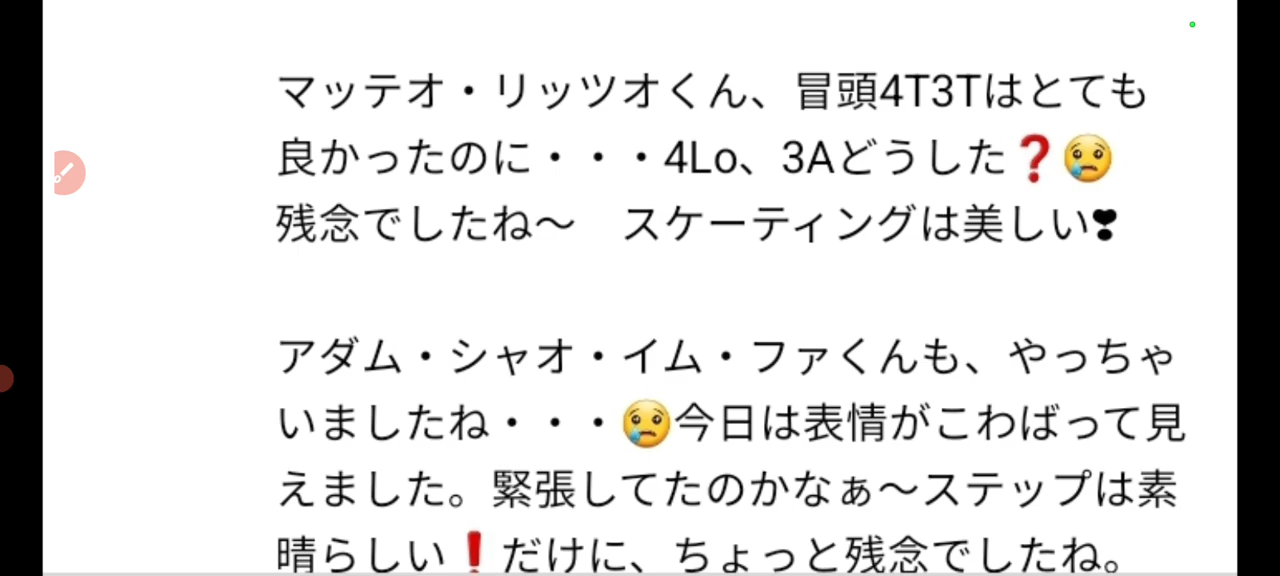 マッテオ・リッツオくん、冒頭4T3Tはとても
良かったのに・・・4Lo、3Aどうした❓😢
残念でしたね〜　スケーティングは美しい❣
アダム・シャオ・イム・ファくんも、やっちゃ
いましたね・・・😢今日は表情がこわばって見
えました。緊張してたのかなぁ〜ステップは素
晴らしい❗だけに、ちょっと残念でしたね。